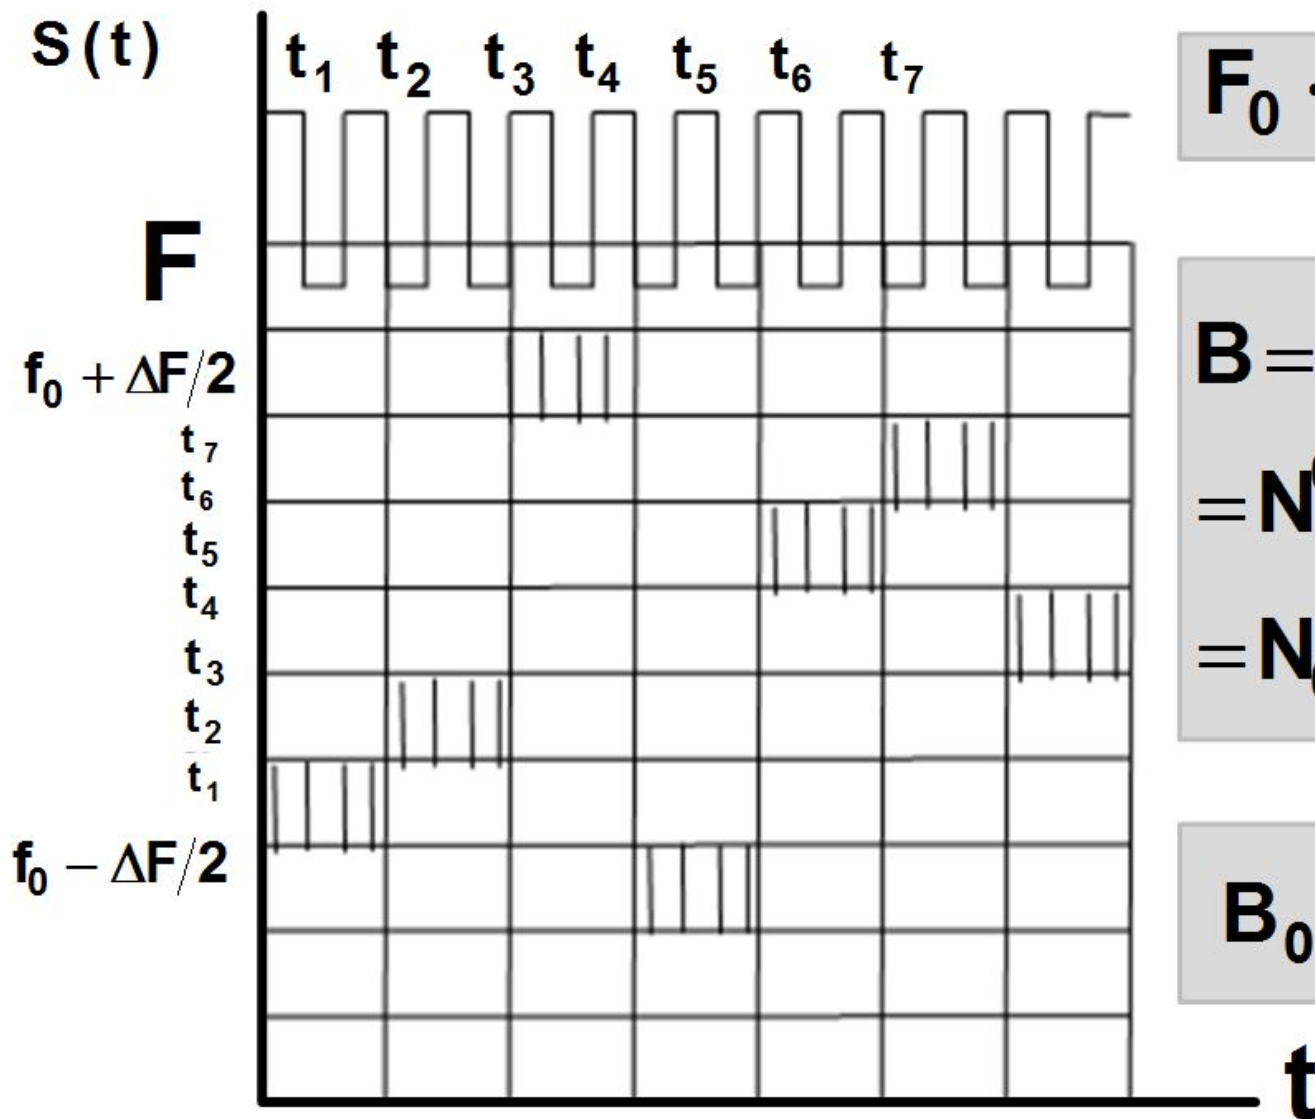 S(t)
t₁ t₂ t₃ t₄ t₅ t₆ t₇
F₀
F
f₀ + ΔF/2
t₇
t₆
t₅
t₄
t₃
t₂
t₁
f₀ − ΔF/2
B =
= N
= N
B₀
t